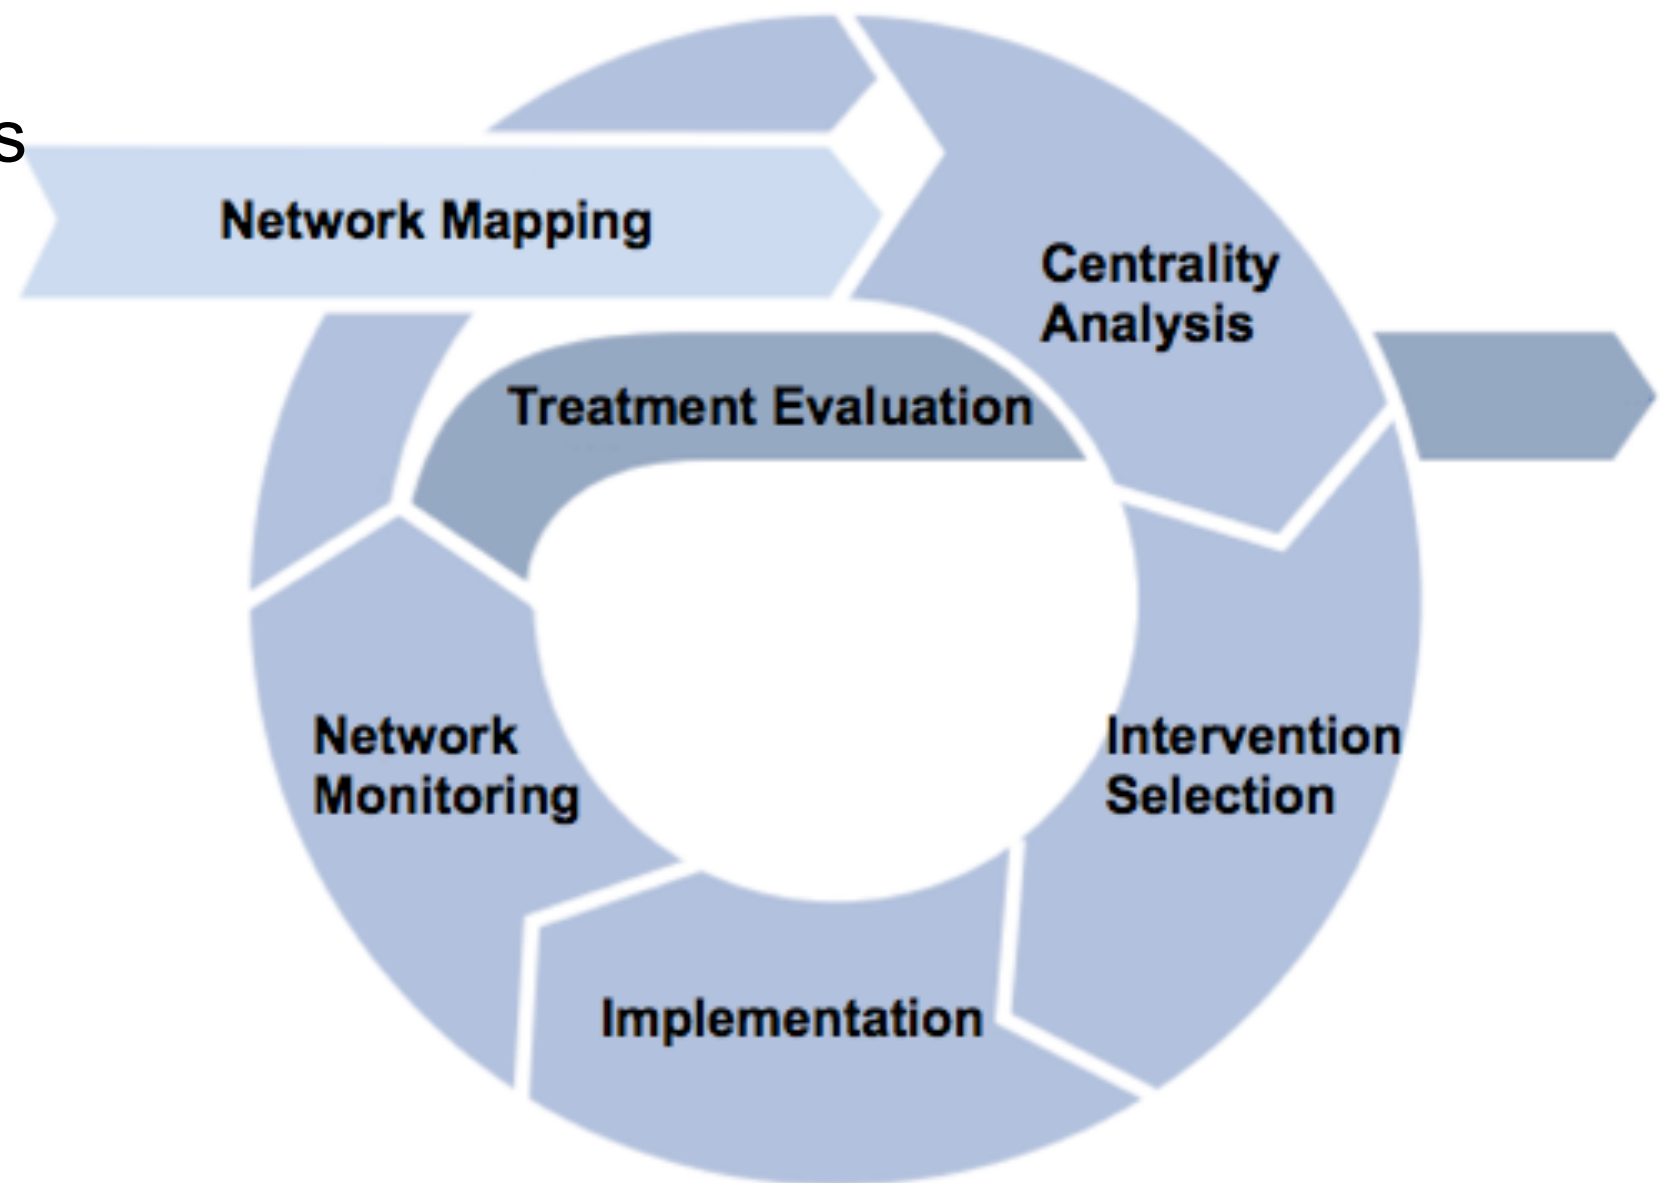 s
Network Mapping
Centrality
Analysis
Treatment Evaluation
Network
Monitoring
Intervention
Selection
Implementation